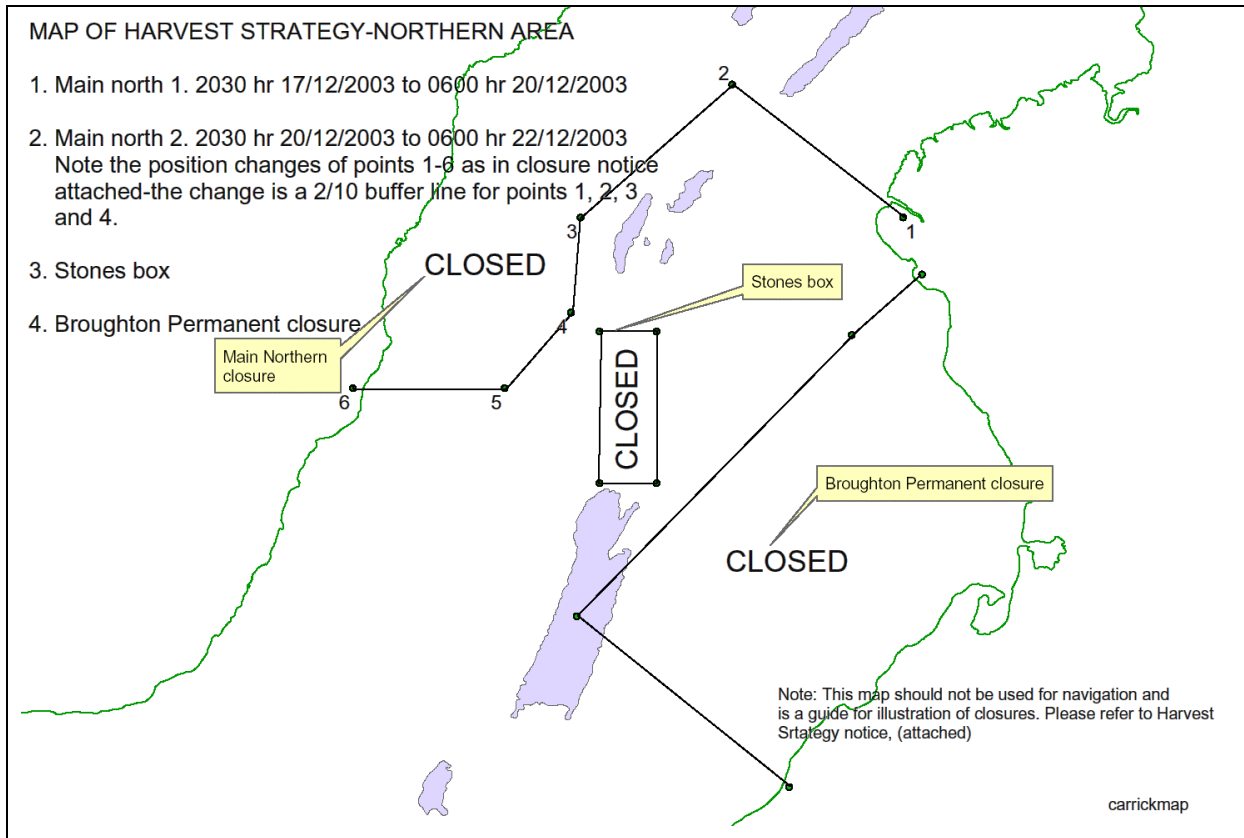 MAP OF HARVEST STRATEGY-NORTHERN AREA
1. Main north 1. 2030 hr 17/12/2003 to 0600 hr 20/12/2003
2. Main north 2. 2030 hr 20/12/2003 to 0600 hr 22/12/2003
Note the position changes of points 1-6 as in closure notice
attached-the change is a 2/10 buffer line for points 1, 2, 3
and 4.
3. Stones box
4. Broughton Permanent closure
2
1
3
CLOSED
Stones box
4
Main Northern
closure
6
5
CLOSED
Broughton Permanent closure
CLOSED
Note: This map should not be used for navigation and
is a guide for illustration of closures. Please refer to Harvest
Srtategy notice, (attached)
carrickmap